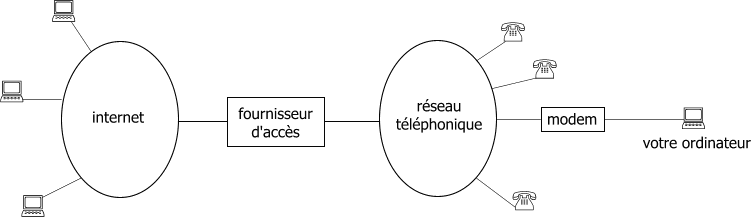 internet
fournisseur
d'accès
réseau
téléphonique
modem
votre ordinateur